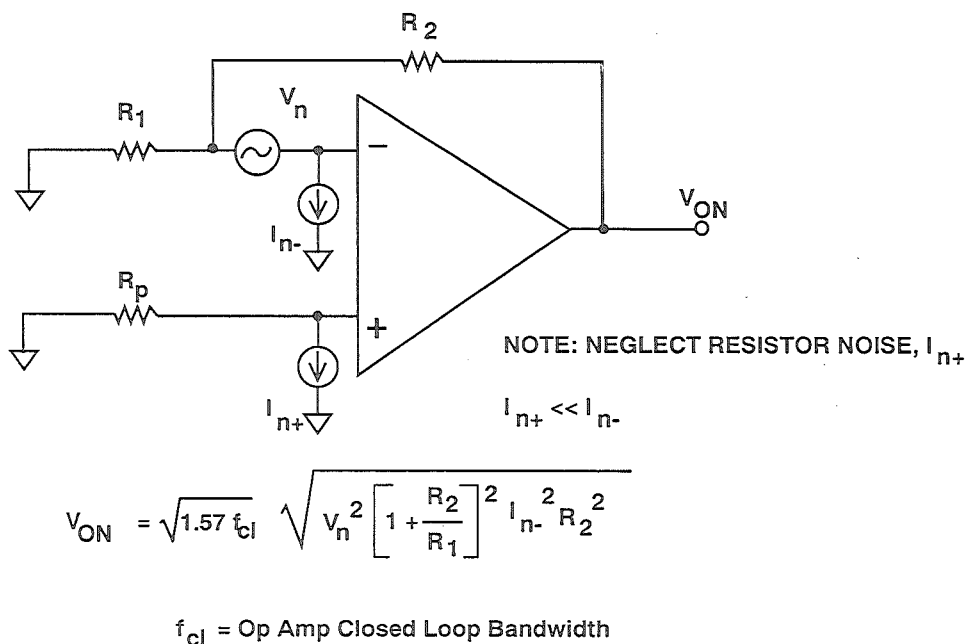 R2
Vn
R1
−
In-
VON
Rp
+
In+
NOTE: NEGLECT RESISTOR NOISE, In+
In+ << In-
VON = √1.57 fcl √Vn² [1 + R2/R1]² In-² R2²
fcl = Op Amp Closed Loop Bandwidth